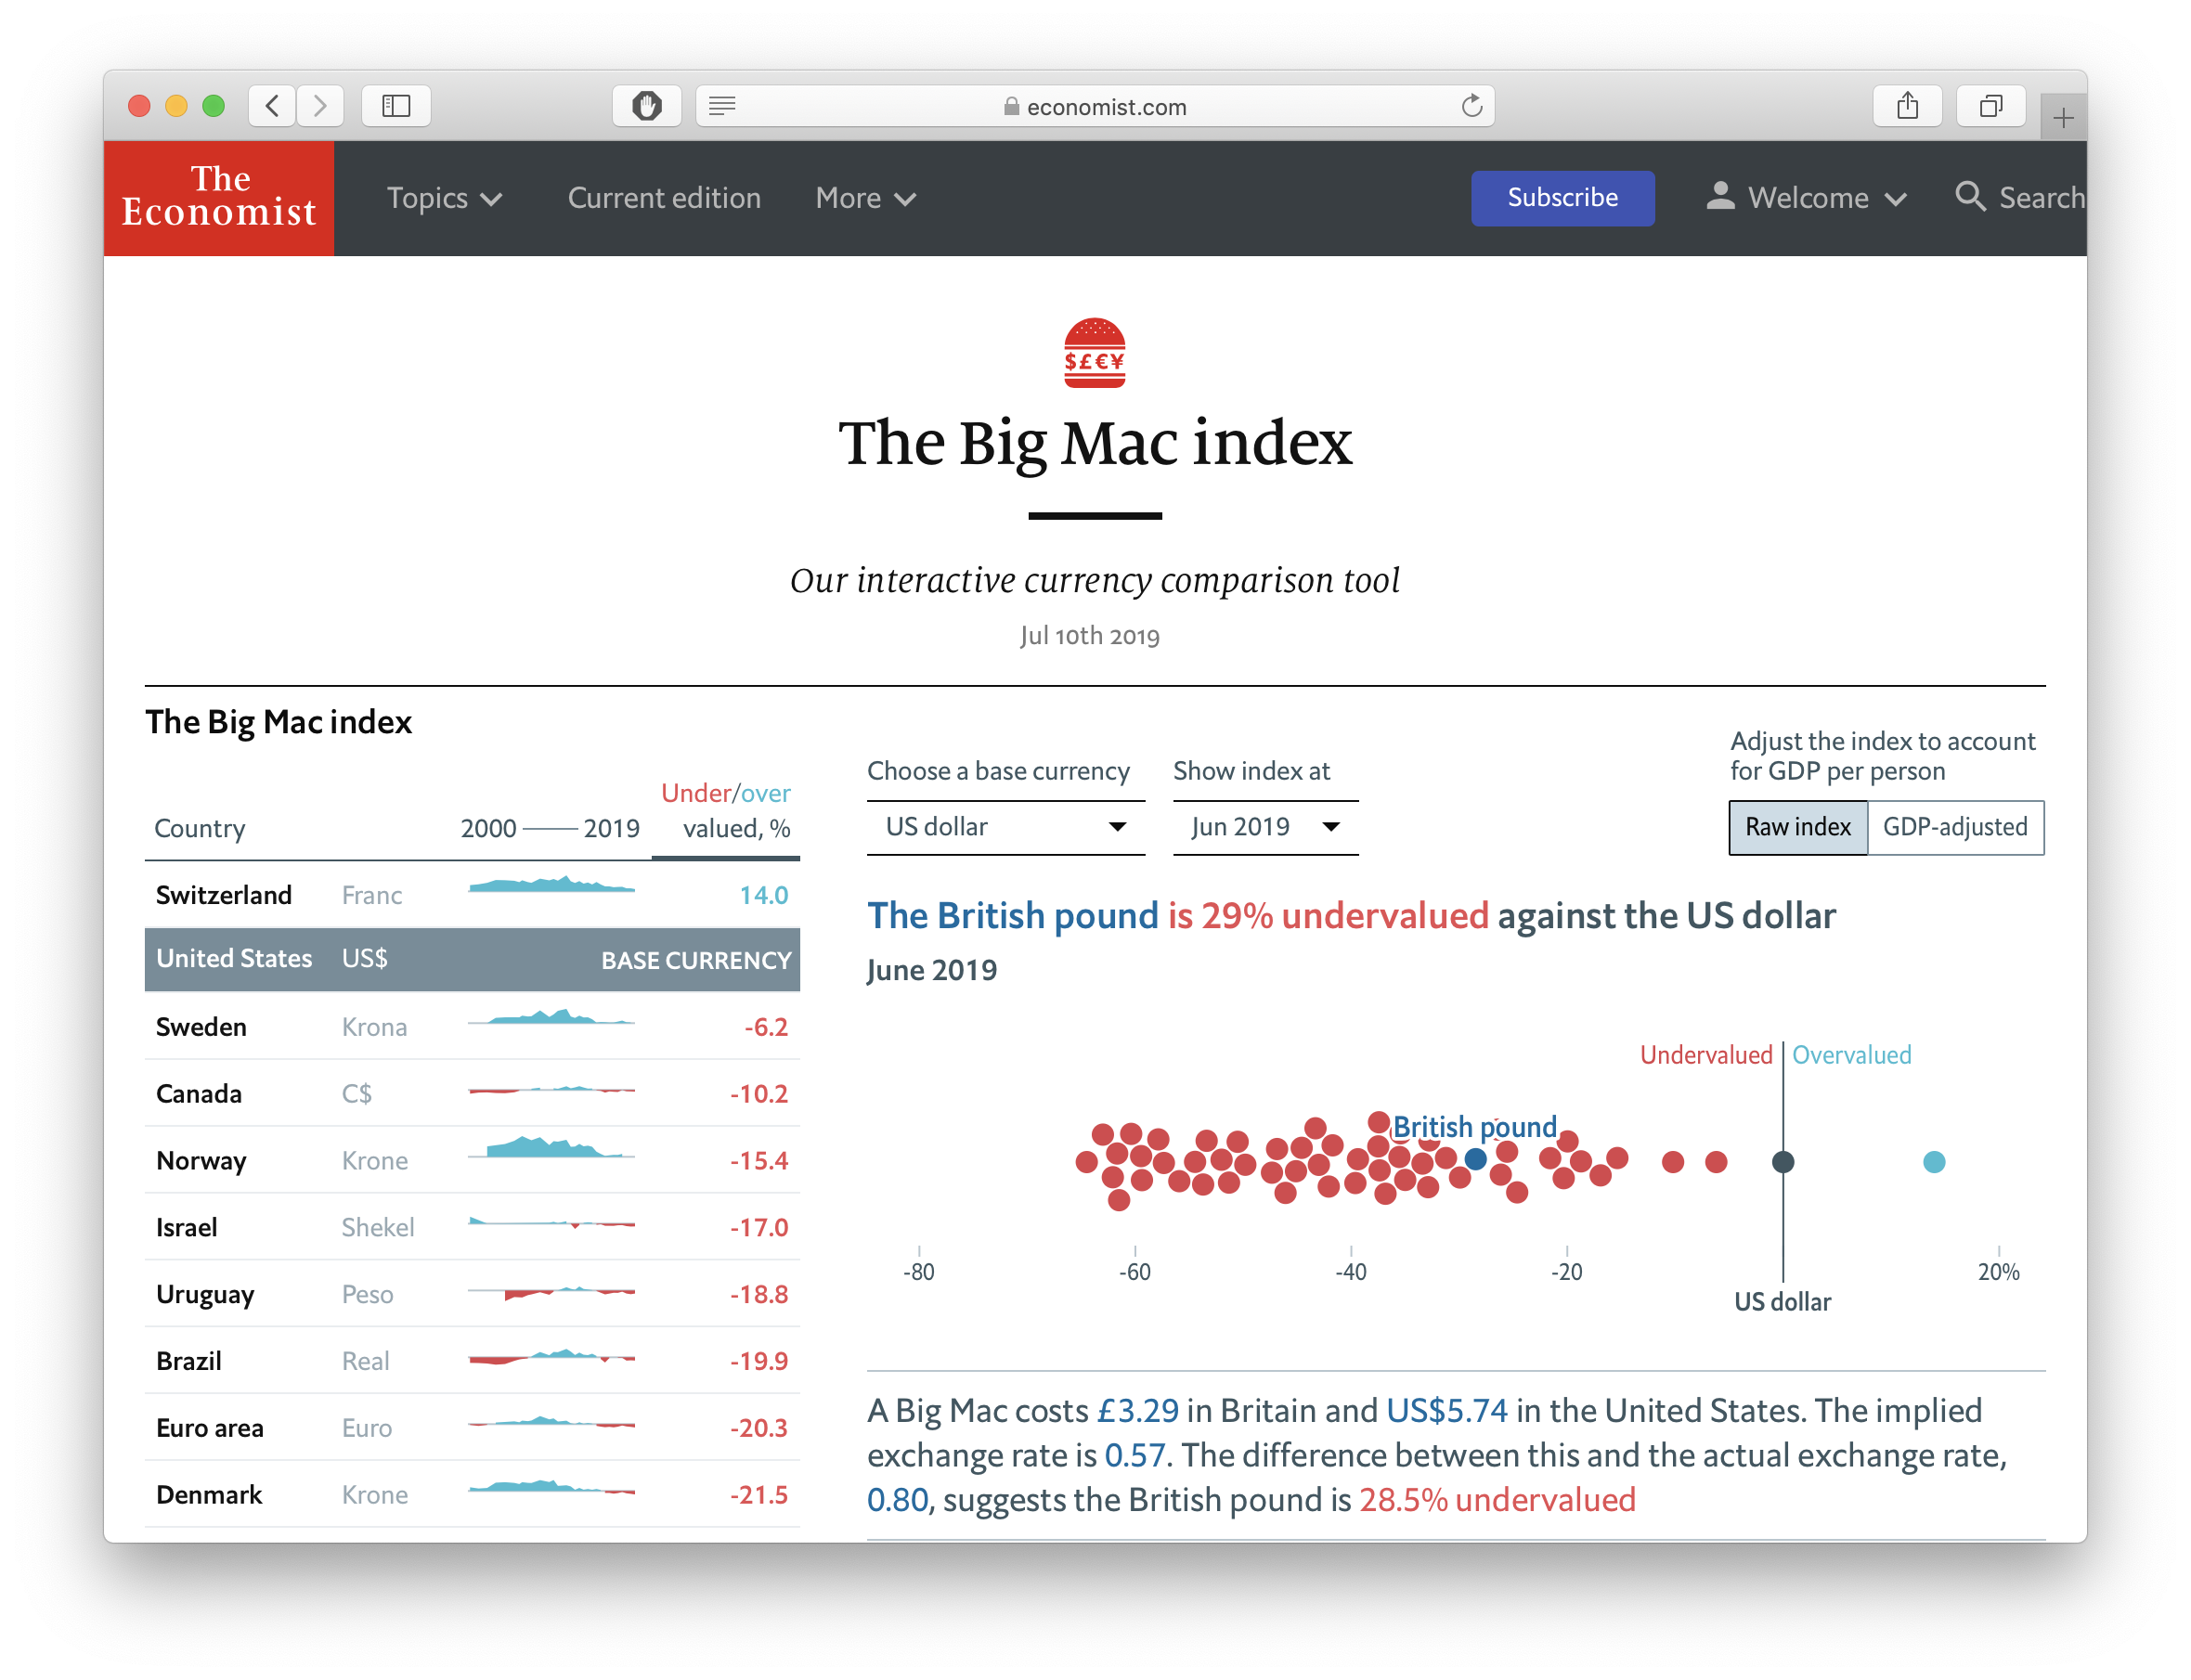 economist.com
The
Economist
Topics
Current edition
More
Subscribe
Welcome
Search
$£€¥
The Big Mac index
Our interactive currency comparison tool
Jul 10th 2019
The Big Mac index
Country
2000 — 2019
Under/over
valued, %
Switzerland Franc 14.0
United States US$ BASE CURRENCY
Sweden Krona -6.2
Canada C$ -10.2
Norway Krone -15.4
Israel Shekel -17.0
Uruguay Peso -18.8
Brazil Real -19.9
Euro area Euro -20.3
Denmark Krone -21.5
Choose a base currency
US dollar
Show index at
Jun 2019
Adjust the index to account
for GDP per person
Raw index
GDP-adjusted
The British pound is 29% undervalued against the US dollar
June 2019
Undervalued Overvalued
British pound
-80 -60 -40 -20 20%
US dollar
A Big Mac costs £3.29 in Britain and US$5.74 in the United States. The implied
exchange rate is 0.57. The difference between this and the actual exchange rate,
0.80, suggests the British pound is 28.5% undervalued